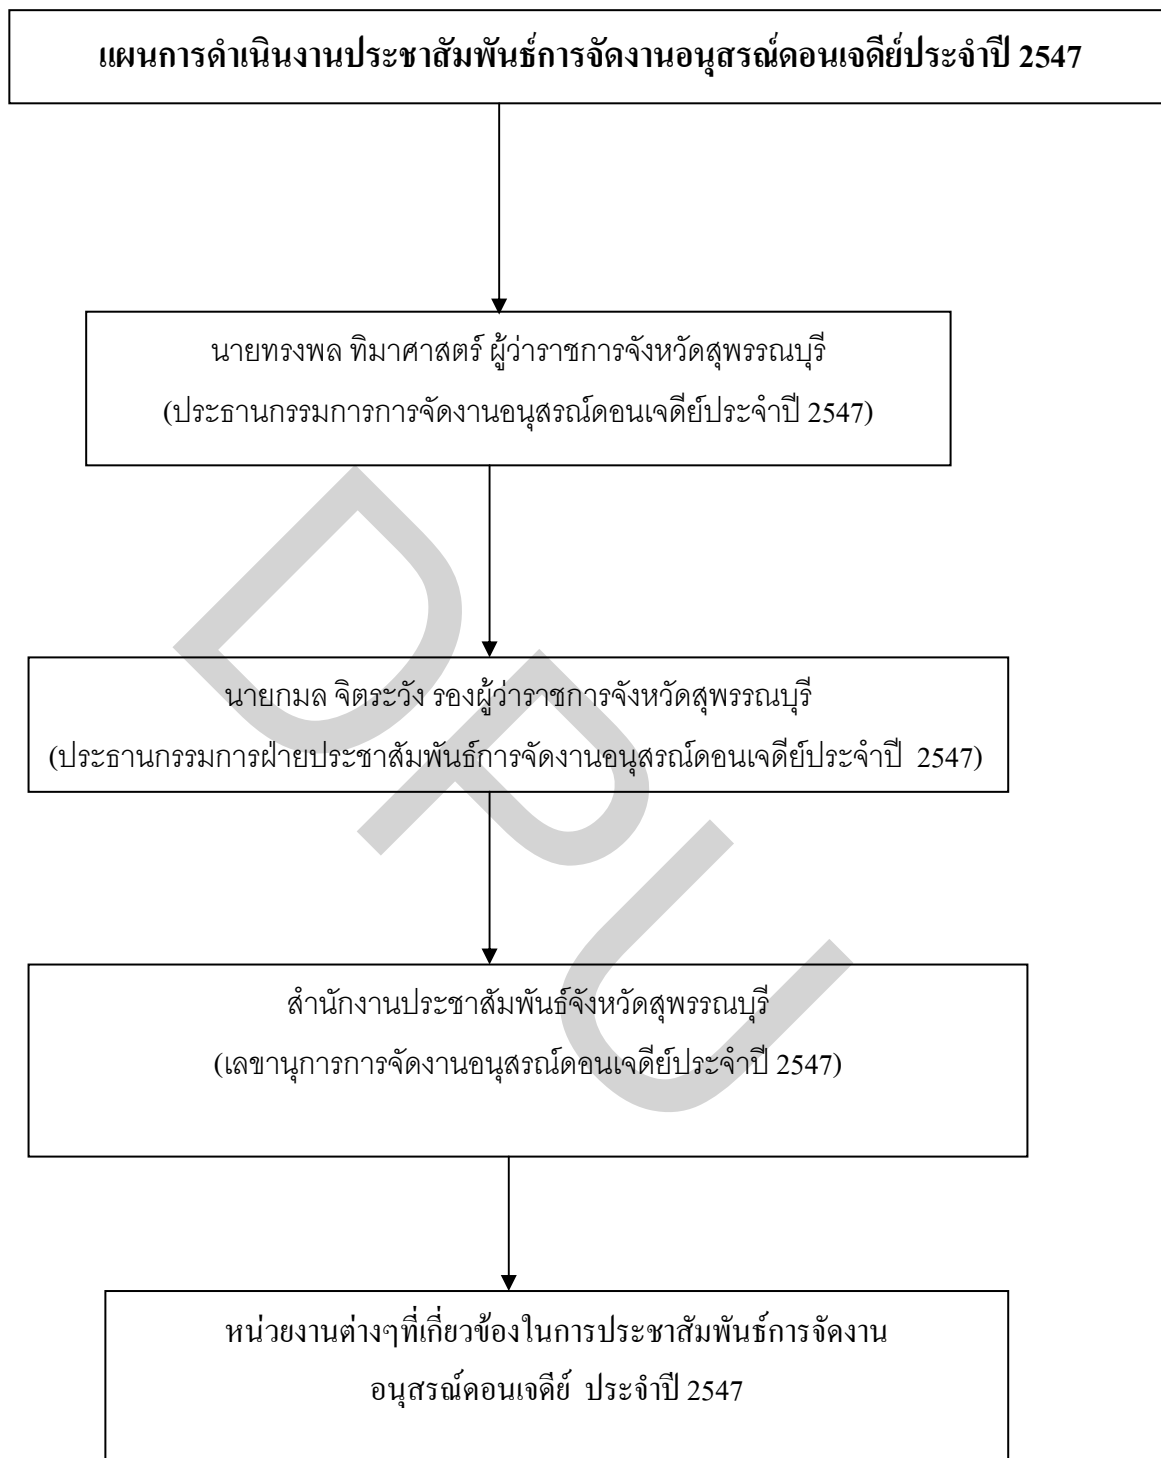 แผนการดำเนินงานประชาสัมพันธ์การจัดงานอนุสรณ์ดอนเจดีย์ประจำปี 2547
นายทรงพล ทิมาศาสตร์ ผู้ว่าราชการจังหวัดสุพรรณบุรี
(ประธานกรรมการการจัดงานอนุสรณ์ดอนเจดีย์ประจำปี 2547)
นายกมล จิตระวัง รองผู้ว่าราชการจังหวัดสุพรรณบุรี
(ประธานกรรมการฝ่ายประชาสัมพันธ์การจัดงานอนุสรณ์ดอนเจดีย์ประจำปี 2547)
สำนักงานประชาสัมพันธ์จังหวัดสุพรรณบุรี
(เลขานุการการจัดงานอนุสรณ์ดอนเจดีย์ประจำปี 2547)
หน่วยงานต่างๆที่เกี่ยวข้องในการประชาสัมพันธ์การจัดงาน
อนุสรณ์ดอนเจดีย์ ประจำปี 2547
DPU